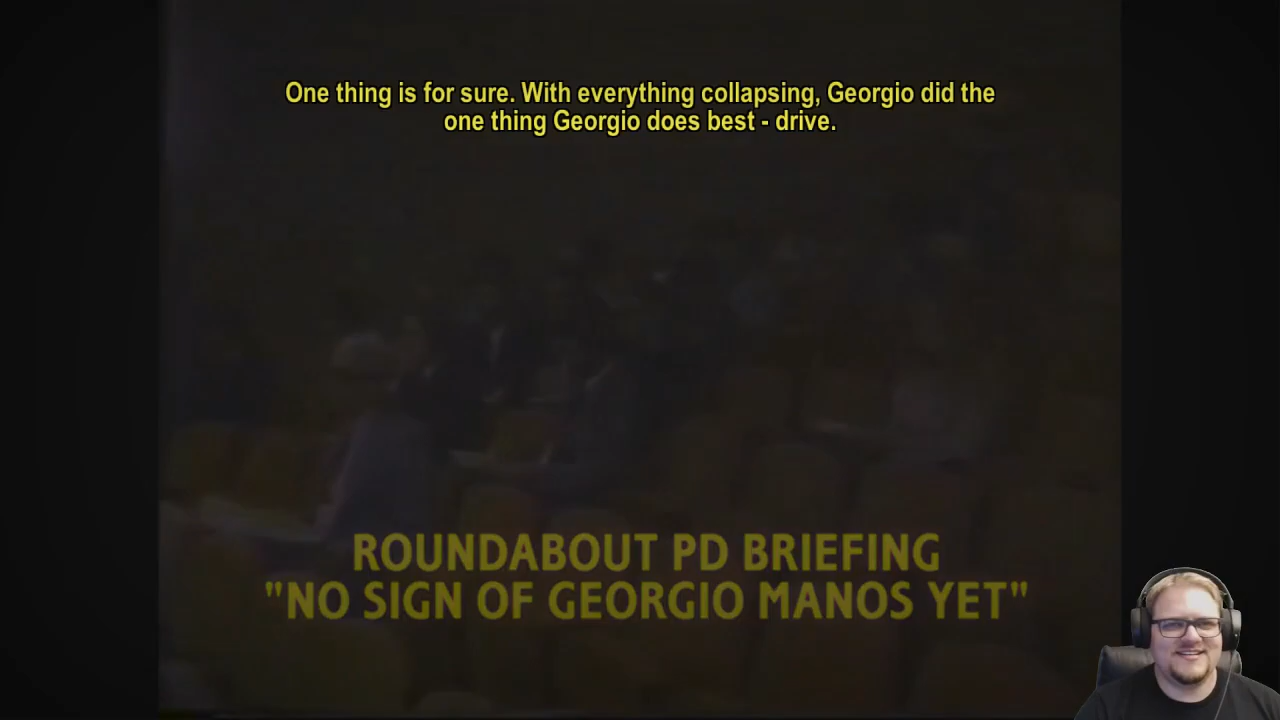 One thing is for sure. With everything collapsing, Georgio did the
one thing Georgio does best - drive.
ROUNDABOUT PD BRIEFING
"NO SIGN OF GEORGIO MANOS YET"